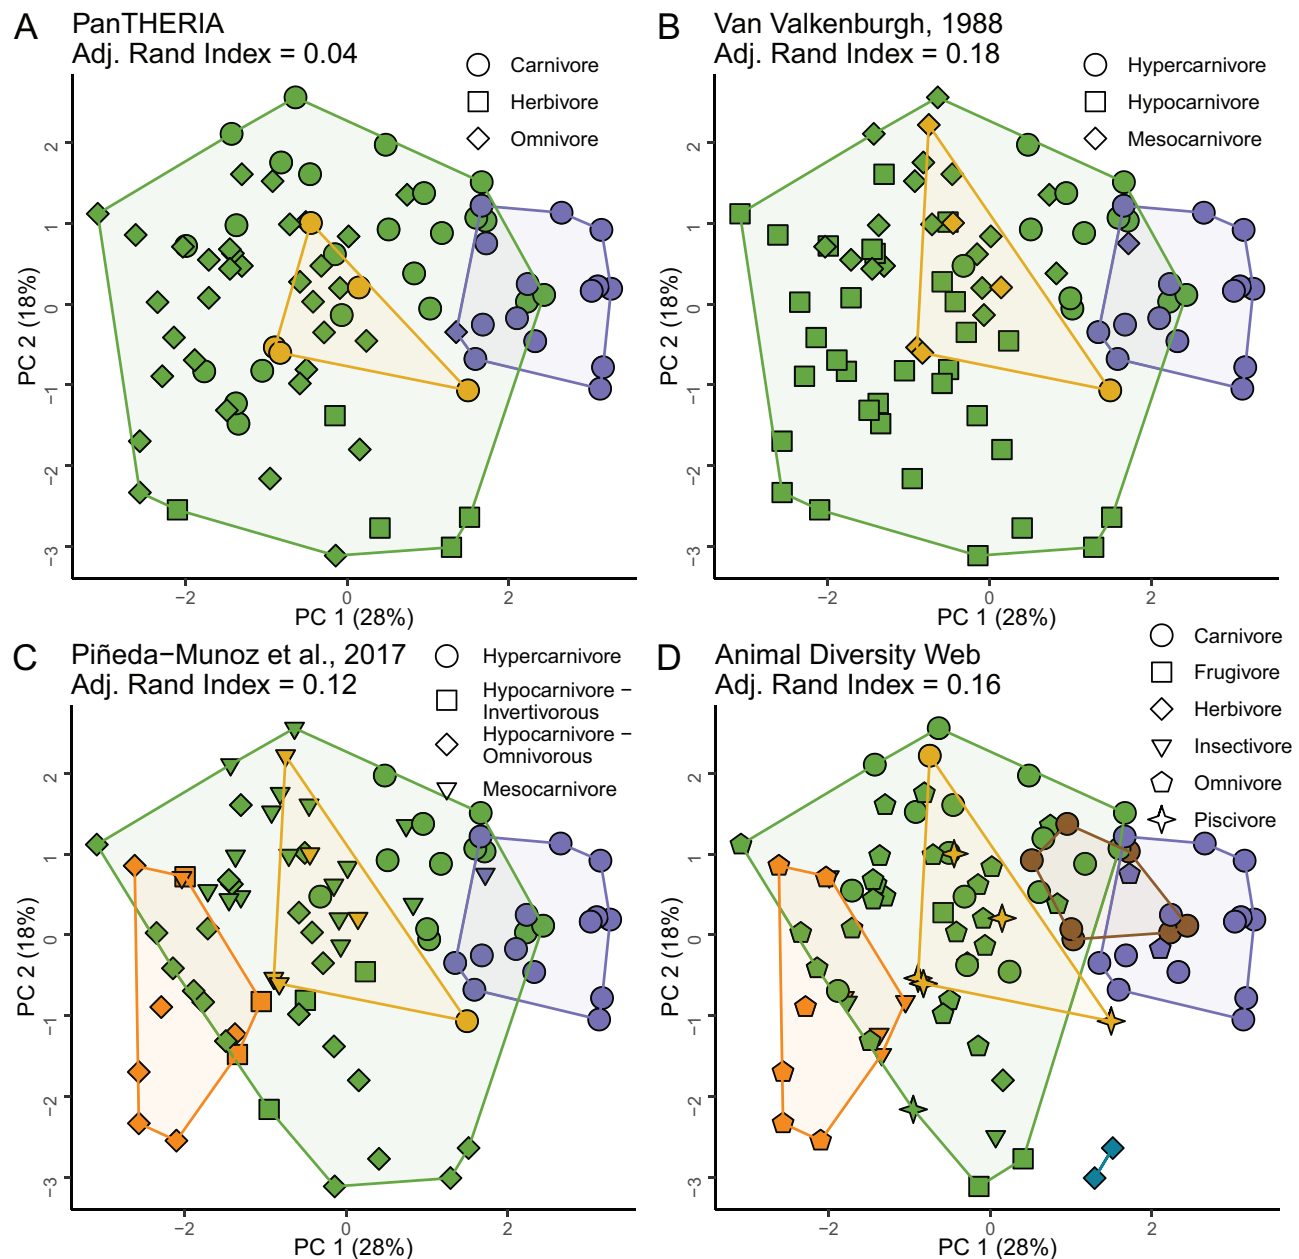 A
PanTHERIA
Adj. Rand Index = 0.04
Carnivore
Herbivore
Omnivore
2
1
0
−1
−2
−3
PC 2 (18%)
−2
0
2
PC 1 (28%)
B
Van Valkenburgh, 1988
Adj. Rand Index = 0.18
Hypercarnivore
Hypocarnivore
Mesocarnivore
2
1
0
−1
−2
−3
PC 2 (18%)
−2
0
2
PC 1 (28%)
C
Piñeda−Munoz et al., 2017
Adj. Rand Index = 0.12
Hypercarnivore
Hypocarnivore −
Invertivorous
Hypocarnivore −
Omnivorous
Mesocarnivore
2
1
0
−1
−2
−3
PC 2 (18%)
−2
0
2
PC 1 (28%)
D
Animal Diversity Web
Adj. Rand Index = 0.16
Carnivore
Frugivore
Herbivore
Insectivore
Omnivore
Piscivore
2
1
0
−1
−2
−3
PC 2 (18%)
−2
0
2
PC 1 (28%)